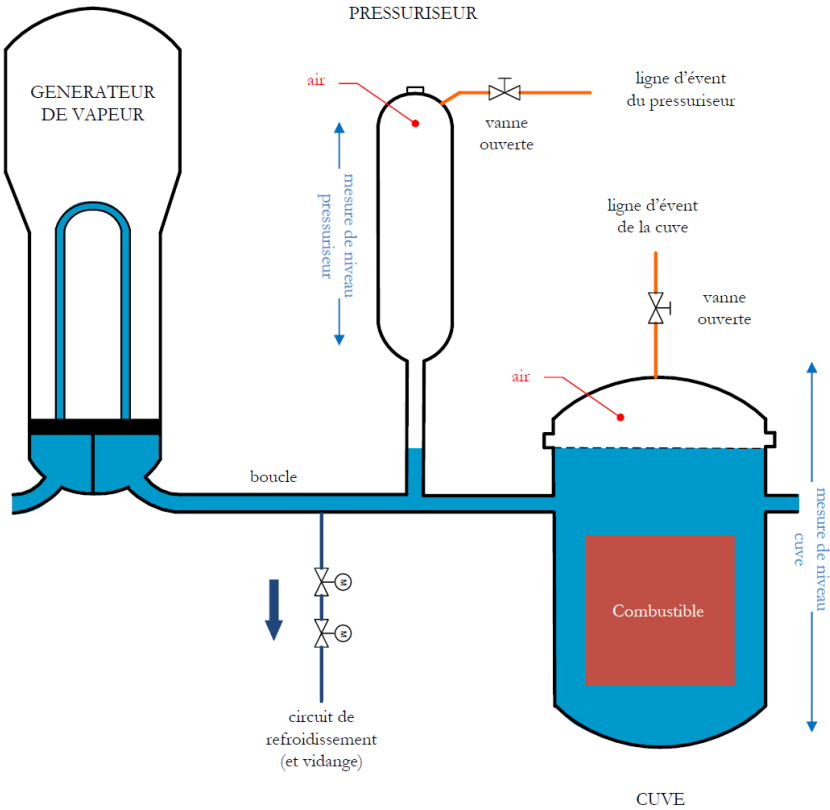 PRESSURISEUR
GENERATEUR
DE VAPEUR
air
ligne d'évent
du pressuriseur
vanne
ouverte
mesure de niveau
pressuriseur
ligne d'évent
de la cuve
vanne
ouverte
air
boucle
mesure de niveau
cuve
M
M
Combustible
circuit de
refroidissement
(et vidange)
CUVE